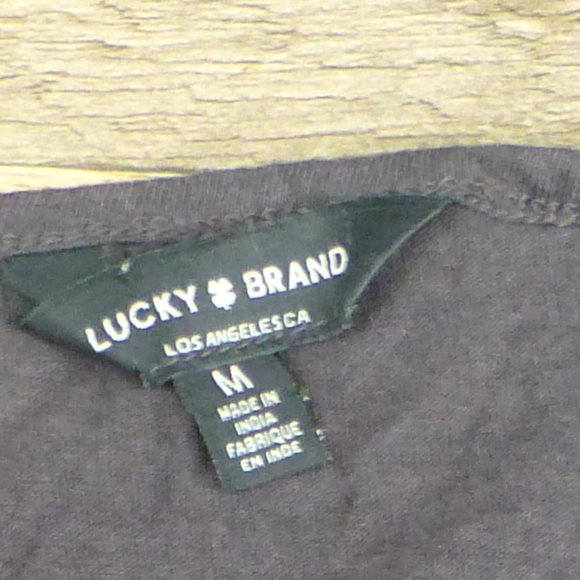 LUCKY BRAND
LOS ANGELES CA
M
MADE IN
INDIA
FABRIQUE
EN INDE